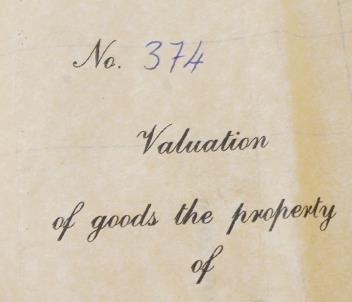 No. 374
Valuation
of goods the property
of